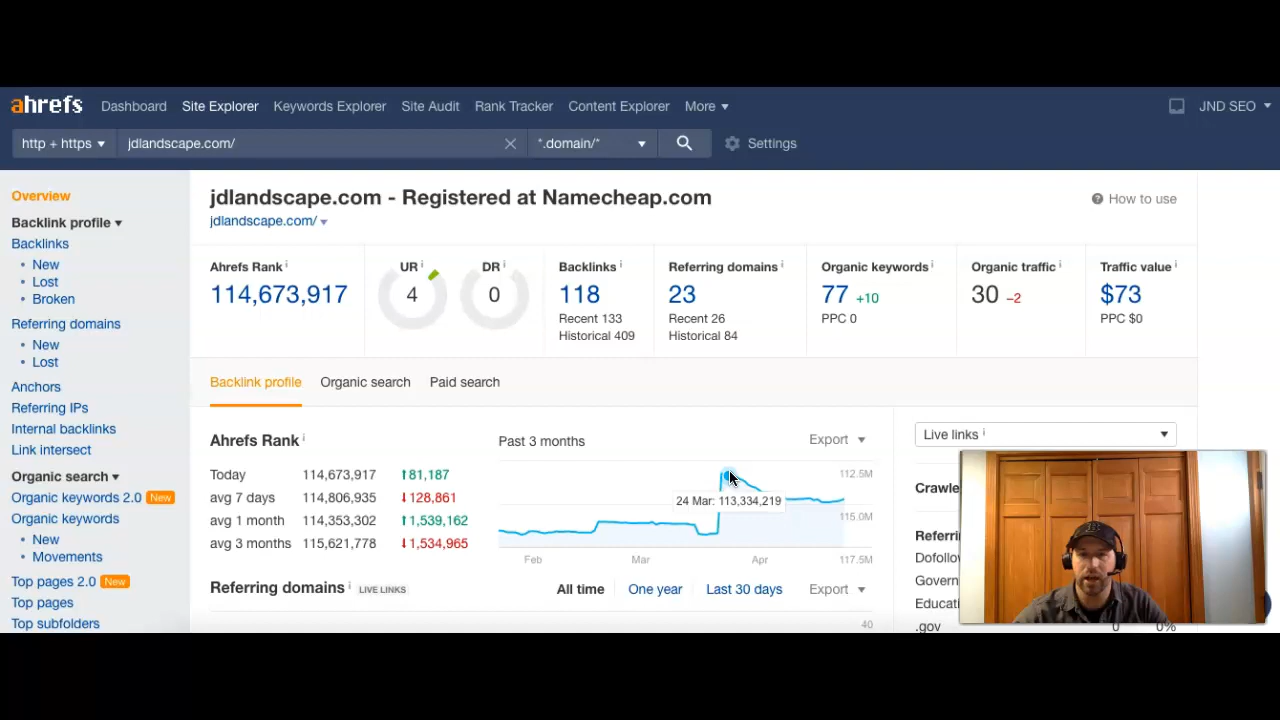 ahrefs Dashboard Site Explorer Keywords Explorer Site Audit Rank Tracker Content Explorer More JND SEO
http + https jdlandscape.com/ *.domain/* Settings
Overview
Backlink profile
Backlinks
• New
• Lost
• Broken
Referring domains
• New
• Lost
Anchors
Referring IPs
Internal backlinks
Link intersect
Organic search
Organic keywords 2.0 New
Organic keywords
• New
• Movements
Top pages 2.0 New
Top pages
Top subfolders
jdlandscape.com - Registered at Namecheap.com
How to use
jdlandscape.com/
Ahrefs Rank i
114,673,917
UR i
4
DR i
0
Backlinks i
118
Recent 133
Historical 409
Referring domains i
23
Recent 26
Historical 84
Organic keywords i
77 +10
PPC 0
Organic traffic i
30 −2
Traffic value i
$73
PPC $0
Backlink profile Organic search Paid search
Ahrefs Rank i
Today 114,673,917 ↑81,187
avg 7 days 114,806,935 ↓128,861
avg 1 month 114,353,302 ↑1,539,162
avg 3 months 115,621,778 ↓1,534,965
Past 3 months Export
112.5M
24 Mar: 113,334,219
115.0M
Feb Mar Apr 117.5M
Referring domains i LIVE LINKS All time One year Last 30 days Export
40
Live links i
Crawle
Referri
Dofollo
Govern
Educati
.gov 0 0%